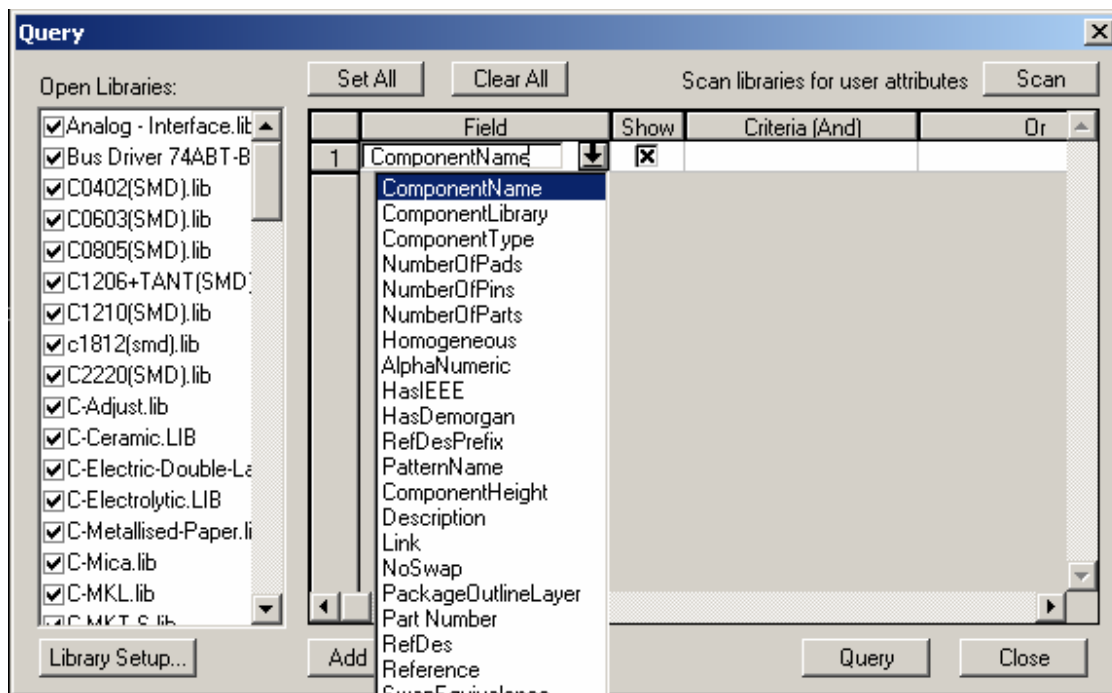 Query
Open Libraries:
Set All
Clear All
Scan libraries for user attributes
Scan
Analog - Interface.lib
Bus Driver 74ABT-B
C0402(SMD).lib
C0603(SMD).lib
C0805(SMD).lib
C1206+TANT(SMD)
C1210(SMD).lib
c1812(smd).lib
C2220(SMD).lib
C-Adjust.lib
C-Ceramic.LIB
C-Electric-Double-La
C-Electrolytic.LIB
C-Metallised-Paper.li
C-Mica.lib
C-MKL.lib
C-MKT-S.lib
Library Setup...
Field
Show
Criteria (And)
Or
1
ComponentName
ComponentName
ComponentLibrary
ComponentType
NumberOfPads
NumberOfPins
NumberOfParts
Homogeneous
AlphaNumeric
HasIEEE
HasDemorgan
RefDesPrefix
PatternName
ComponentHeight
Description
Link
NoSwap
PackageOutlineLayer
Part Number
RefDes
Reference
SwapEquivalence
Add
Query
Close